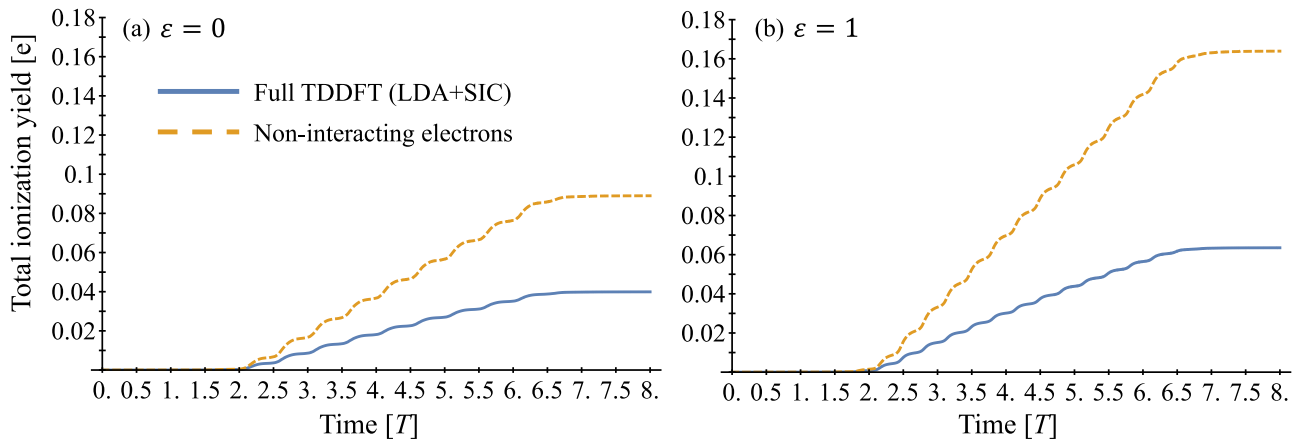 (a) ε = 0
Total ionization yield [e]
0.18
0.16
0.14
0.12
0.1
0.08
0.06
0.04
0.02
Full TDDFT (LDA+SIC)
Non-interacting electrons
0. 0.5 1. 1.5 2. 2.5 3. 3.5 4. 4.5 5. 5.5 6. 6.5 7. 7.5 8.
Time [T]
(b) ε = 1
0.18
0.16
0.14
0.12
0.1
0.08
0.06
0.04
0.02
0. 0.5 1. 1.5 2. 2.5 3. 3.5 4. 4.5 5. 5.5 6. 6.5 7. 7.5 8.
Time [T]